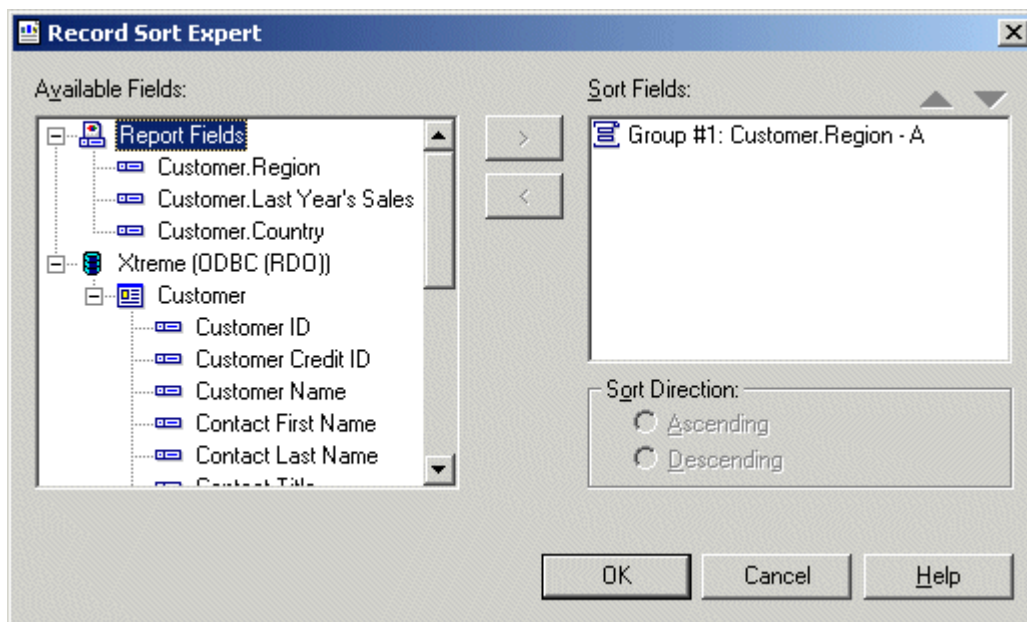 Record Sort Expert
Available Fields:
Report Fields
Customer.Region
Customer.Last Year's Sales
Customer.Country
Xtreme (ODBC (RDO))
Customer
Customer ID
Customer Credit ID
Customer Name
Contact First Name
Contact Last Name
Contact Title
>
<
Sort Fields:
Group #1: Customer.Region - A
Sort Direction:
Ascending
Descending
OK
Cancel
Help